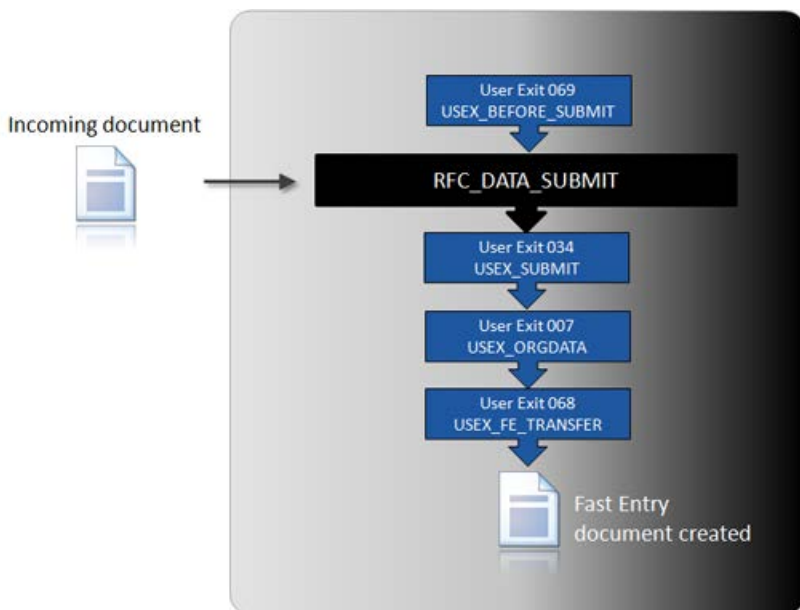 User Exit 069
USEX_BEFORE_SUBMIT
Incoming document
RFC_DATA_SUBMIT
User Exit 034
USEX_SUBMIT
User Exit 007
USEX_ORGDATA
User Exit 068
USEX_FE_TRANSFER
Fast Entry
document created